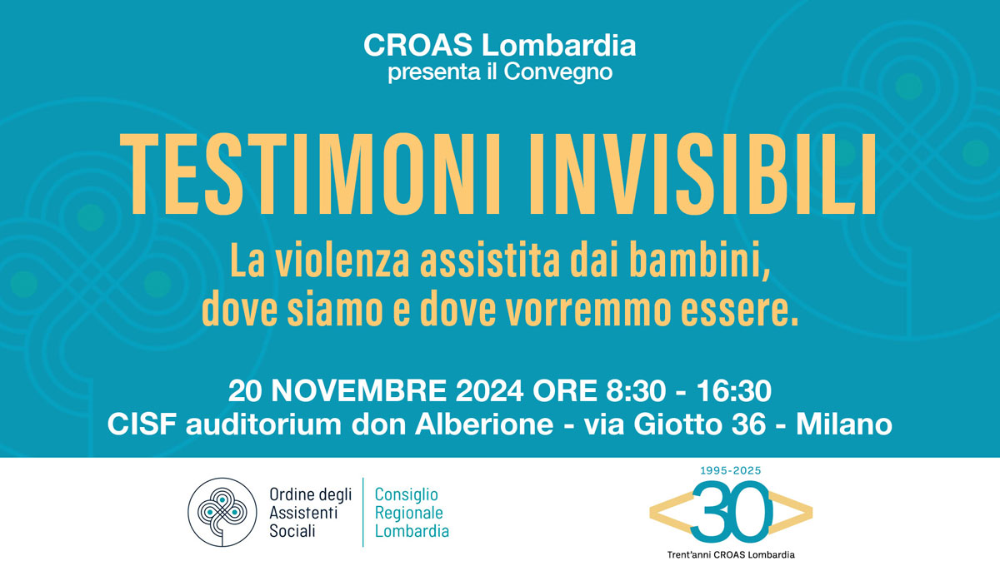 CROAS Lombardia
presenta il Convegno
TESTIMONI INVISIBILI
La violenza assistita dai bambini,
dove siamo e dove vorremmo essere.
20 NOVEMBRE 2024 ORE 8:30 - 16:30
CISF auditorium don Alberione - via Giotto 36 - Milano
Ordine degli
Assistenti
Sociali
Consiglio
Regionale
Lombardia
1995-2025
<30>
Trent'anni CROAS Lombardia